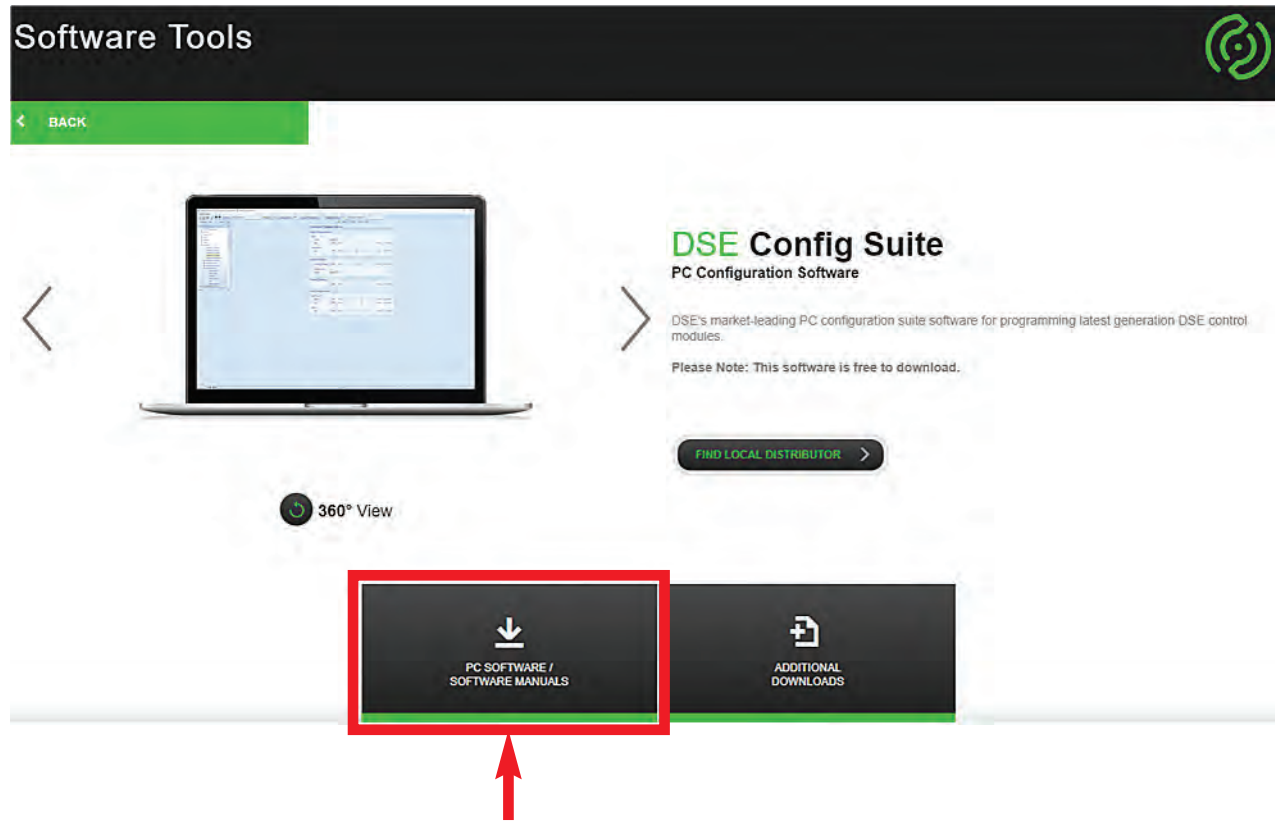 Software Tools
BACK
DSE Config Suite
PC Configuration Software
DSE's market-leading PC configuration suite software for programming latest generation DSE control
modules.
Please Note: This software is free to download.
FIND LOCAL DISTRIBUTOR
360° View
PC SOFTWARE /
SOFTWARE MANUALS
ADDITIONAL
DOWNLOADS